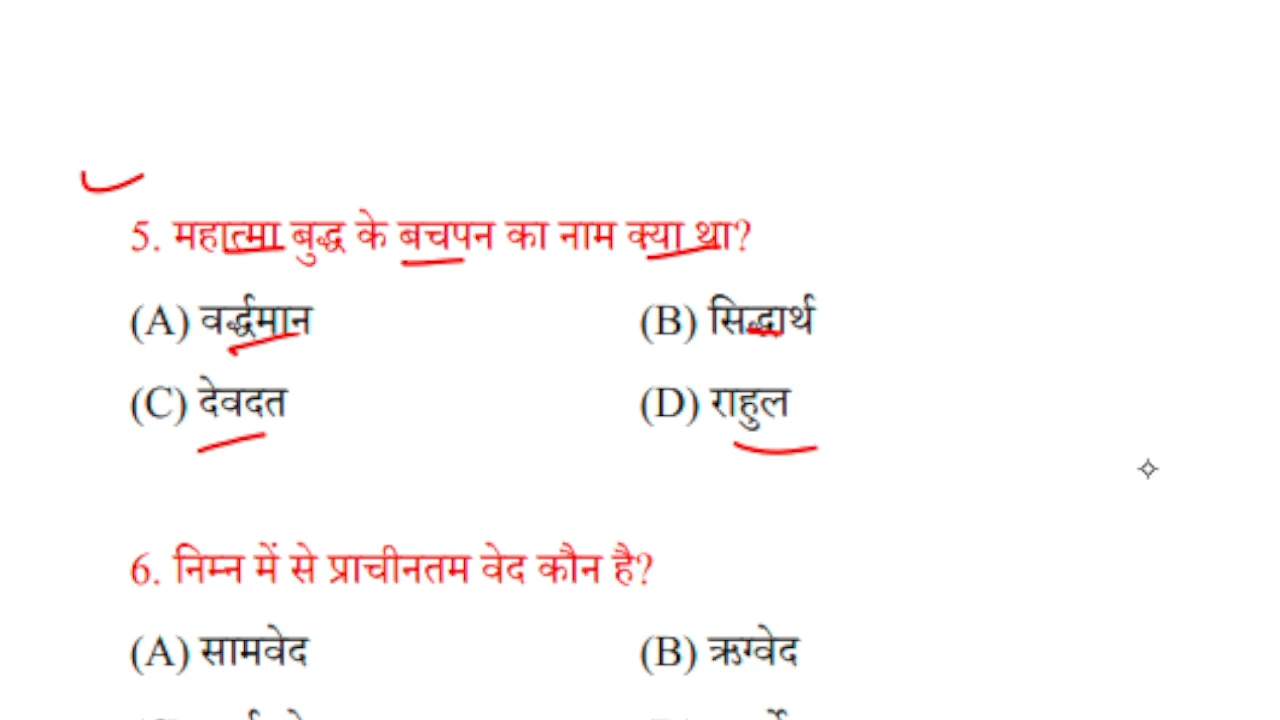 5. महात्मा बुद्ध के बचपन का नाम क्या था?
(A) वर्द्धमान (B) सिद्धार्थ
(C) देवदत (D) राहुल
6. निम्न में से प्राचीनतम वेद कौन है?
(A) सामवेद (B) ऋग्वेद